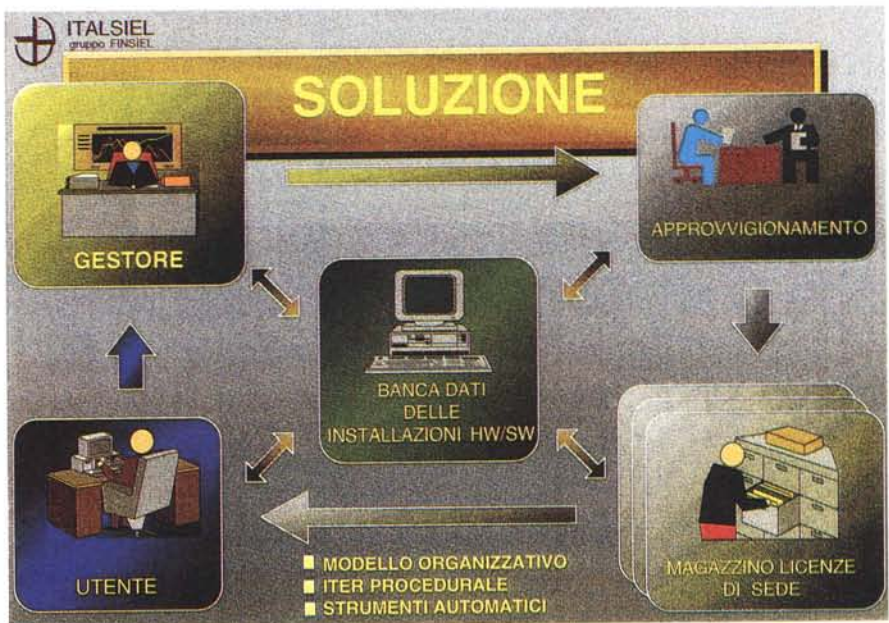 ITALSIEL
gruppo FINSIEL
SOLUZIONE
GESTORE
APPROVVIGIONAMENTO
BANCA DATI
DELLE
INSTALLAZIONI HW/SW
UTENTE
MAGAZZINO LICENZE
DI SEDE
MODELLO ORGANIZZATIVO
ITER PROCEDURALE
STRUMENTI AUTOMATICI